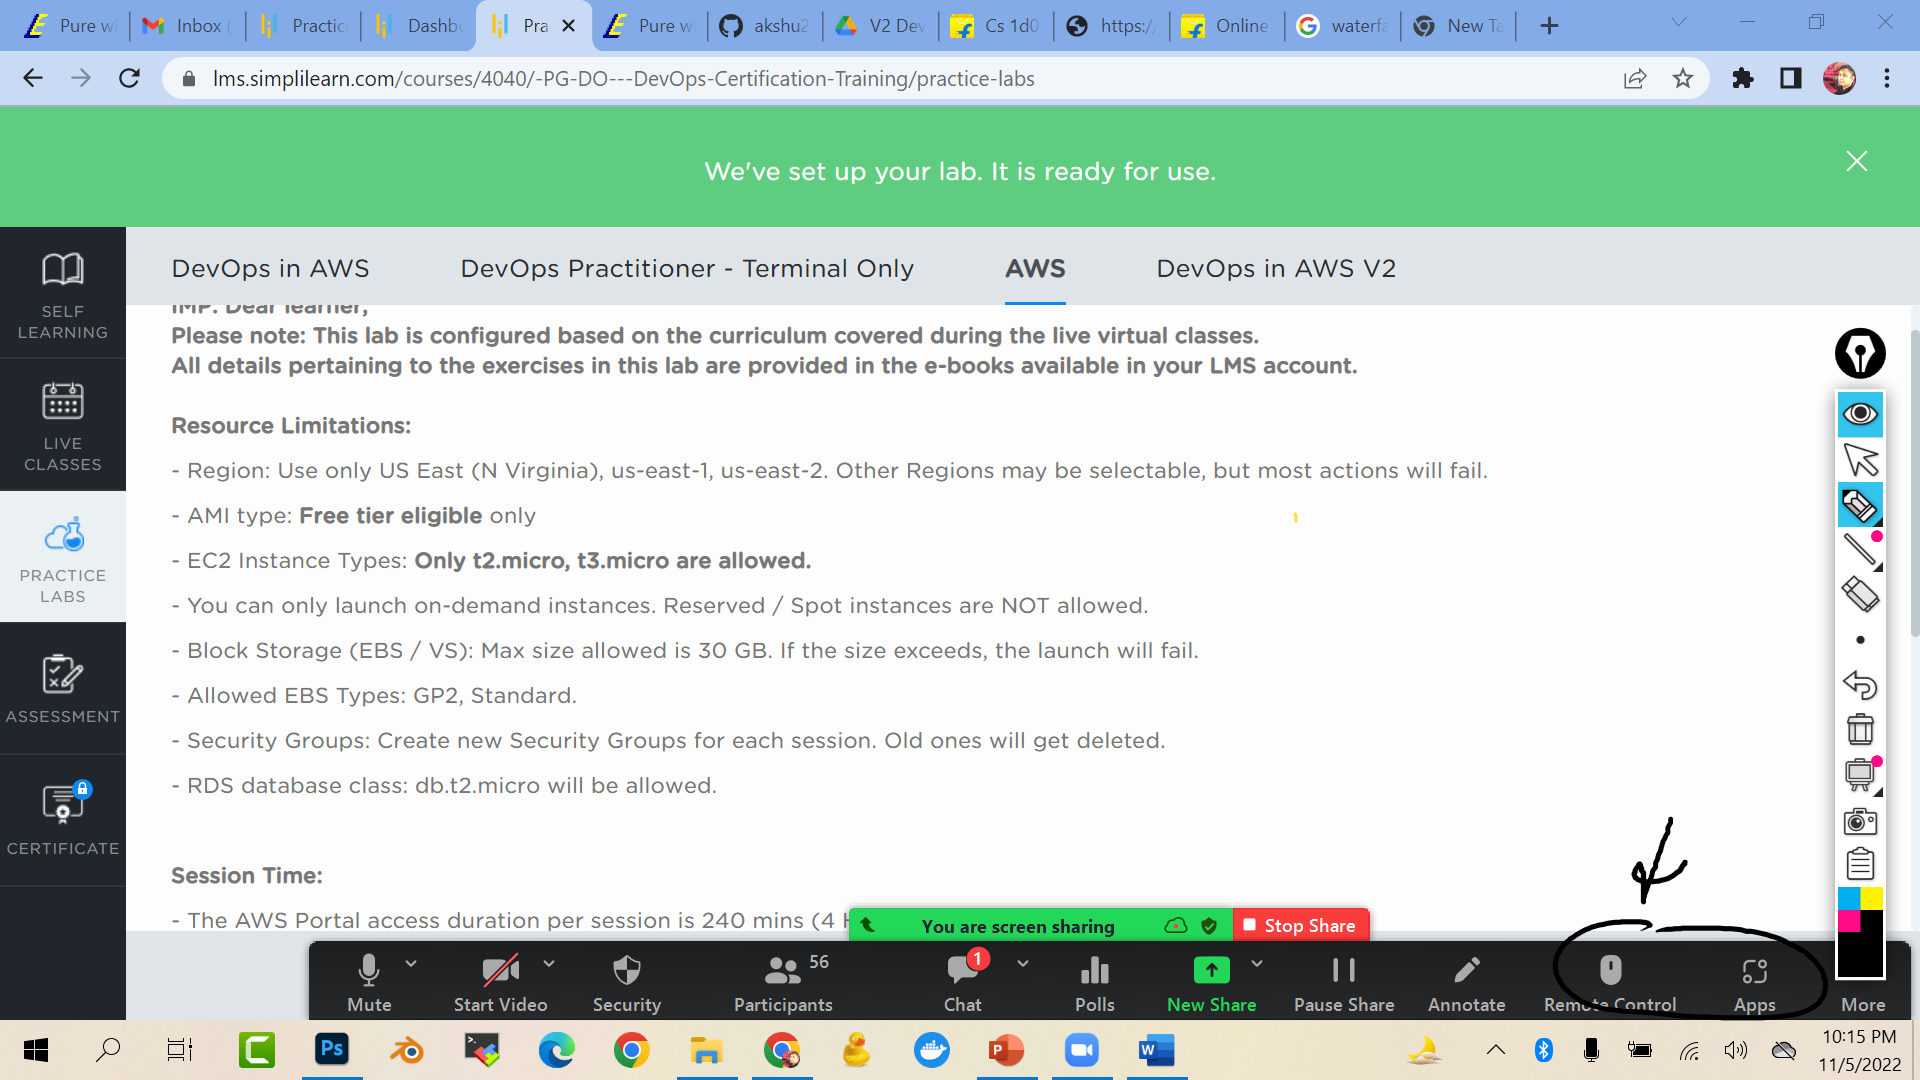 Pure w
Inbox (
Practic
Dashbo
Pra
Pure w
akshu2
V2 Dev
Cs 1d0
https:/
Online
waterfa
New Ta
lms.simplilearn.com/courses/4040/-PG-DO---DevOps-Certification-Training/practice-labs
We've set up your lab. It is ready for use.
SELF
LEARNING
LIVE
CLASSES
PRACTICE
LABS
ASSESSMENT
CERTIFICATE
DevOps in AWS
DevOps Practitioner - Terminal Only
AWS
DevOps in AWS V2
IMP: Dear learner,
Please note: This lab is configured based on the curriculum covered during the live virtual classes.
All details pertaining to the exercises in this lab are provided in the e-books available in your LMS account.
Resource Limitations:
- Region: Use only US East (N Virginia), us-east-1, us-east-2. Other Regions may be selectable, but most actions will fail.
- AMI type: Free tier eligible only
- EC2 Instance Types: Only t2.micro, t3.micro are allowed.
- You can only launch on-demand instances. Reserved / Spot instances are NOT allowed.
- Block Storage (EBS / VS): Max size allowed is 30 GB. If the size exceeds, the launch will fail.
- Allowed EBS Types: GP2, Standard.
- Security Groups: Create new Security Groups for each session. Old ones will get deleted.
- RDS database class: db.t2.micro will be allowed.
Session Time:
- The AWS Portal access duration per session is 240 mins (4 H
You are screen sharing
Stop Share
Mute
Start Video
Security
Participants
56
Chat
1
Polls
New Share
Pause Share
Annotate
Remote Control
Apps
More
Ps
P
W
10:15 PM
11/5/2022